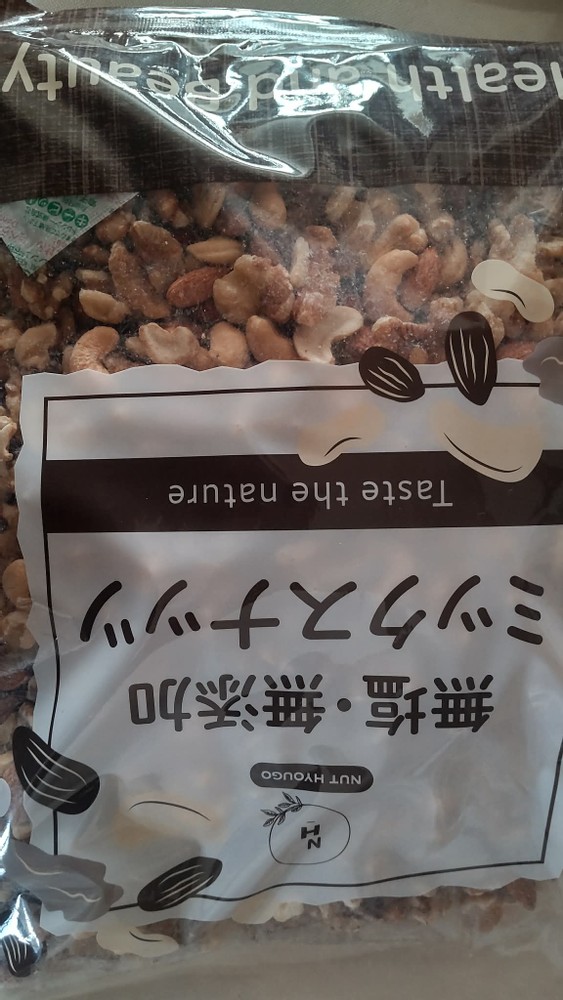 NH
NUT HYOUGO
無塩・無添加
ミックスナッツ
Taste the nature
Health and Beauty